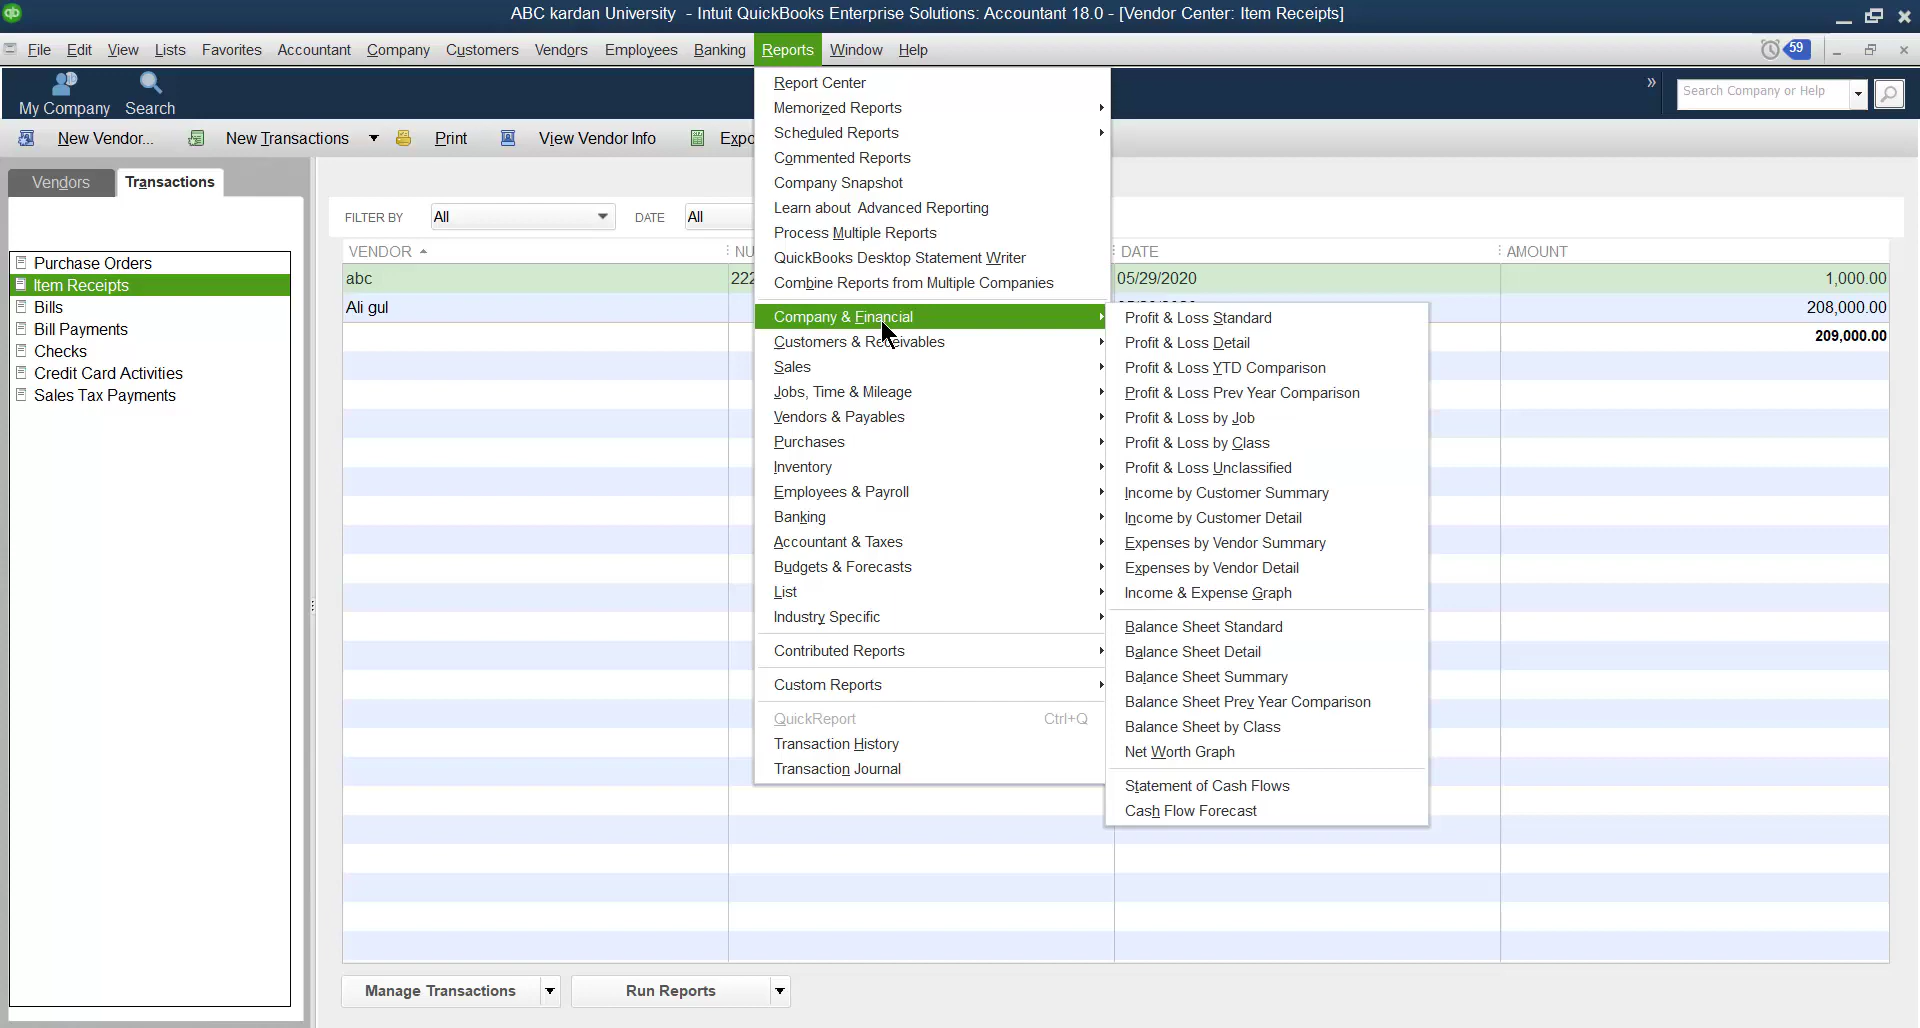 ABC kardan University - Intuit QuickBooks Enterprise Solutions: Accountant 18.0 - [Vendor Center: Item Receipts]
File Edit View Lists Favorites Accountant Company Customers Vendors Employees Banking Reports Window Help
59
My Company Search
Search Company or Help
New Vendor... New Transactions Print View Vendor Info Expo
Vendors Transactions
FILTER BY All DATE All
VENDOR NU DATE AMOUNT
abc 222 05/29/2020 1,000.00
Ali gul 208,000.00
209,000.00
Purchase Orders
Item Receipts
Bills
Bill Payments
Checks
Credit Card Activities
Sales Tax Payments
Report Center
Memorized Reports
Scheduled Reports
Commented Reports
Company Snapshot
Learn about Advanced Reporting
Process Multiple Reports
QuickBooks Desktop Statement Writer
Combine Reports from Multiple Companies
Company & Financial
Customers & Receivables
Sales
Jobs, Time & Mileage
Vendors & Payables
Purchases
Inventory
Employees & Payroll
Banking
Accountant & Taxes
Budgets & Forecasts
List
Industry Specific
Contributed Reports
Custom Reports
QuickReport Ctrl+Q
Transaction History
Transaction Journal
Profit & Loss Standard
Profit & Loss Detail
Profit & Loss YTD Comparison
Profit & Loss Prev Year Comparison
Profit & Loss by Job
Profit & Loss by Class
Profit & Loss Unclassified
Income by Customer Summary
Income by Customer Detail
Expenses by Vendor Summary
Expenses by Vendor Detail
Income & Expense Graph
Balance Sheet Standard
Balance Sheet Detail
Balance Sheet Summary
Balance Sheet Prev Year Comparison
Balance Sheet by Class
Net Worth Graph
Statement of Cash Flows
Cash Flow Forecast
Manage Transactions Run Reports